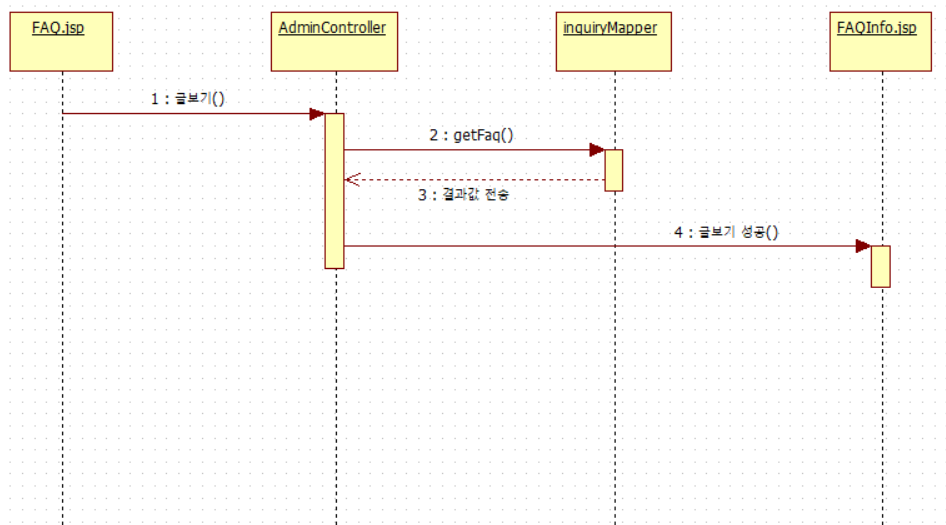 FAQ.jsp
AdminController
inquiryMapper
FAQInfo.jsp
1 : 글보기()
2 : getFaq()
3 : 결과값 전송
4 : 글보기 성공()